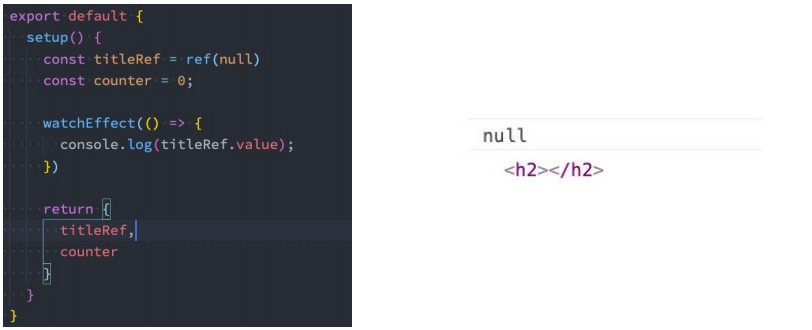 export default {
setup() {
const titleRef = ref(null)
const counter = 0;
watchEffect(() => {
console.log(titleRef.value);
})
return {
titleRef,
counter
}
}
}
null
<h2></h2>